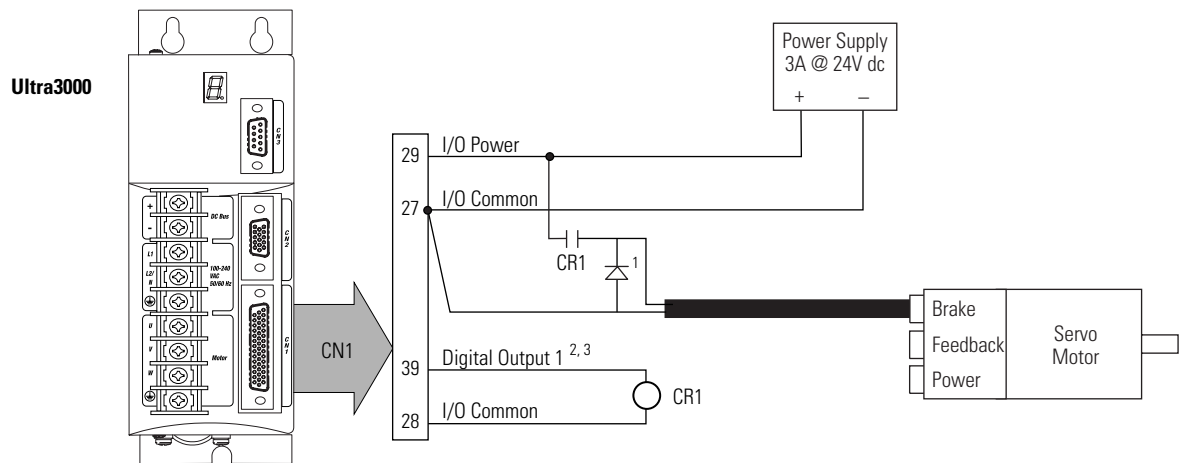 Ultra3000
8.
CN3
+
-
DC Bus
L1
L2/
N
100-240
VAC
50/60 Hz
U
V
W
Motor
CN2
CN1
CN1
Power Supply
3A @ 24V dc
+ –
29 I/O Power
27 I/O Common
CR1
1
39 Digital Output 1 2, 3
CR1
28 I/O Common
Brake
Feedback
Power
Servo
Motor